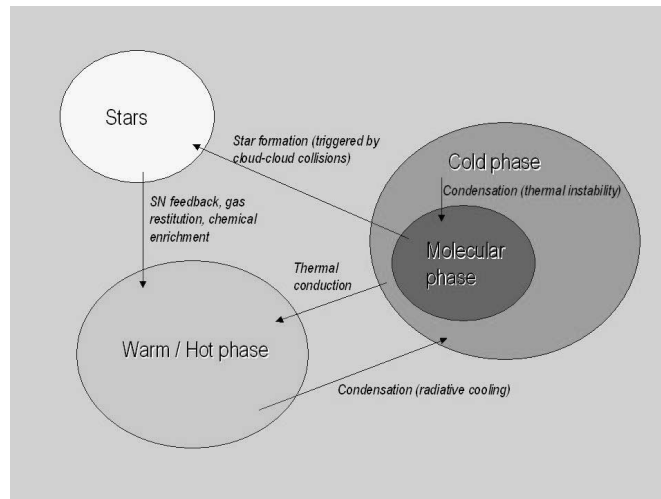 Stars
Star formation (triggered by
cloud-cloud collisions)
Cold phase
Condensation (thermal instability)
SN feedback, gas
restitution, chemical
enrichment
Molecular
phase
Thermal
conduction
Warm / Hot phase
Condensation (radiative cooling)